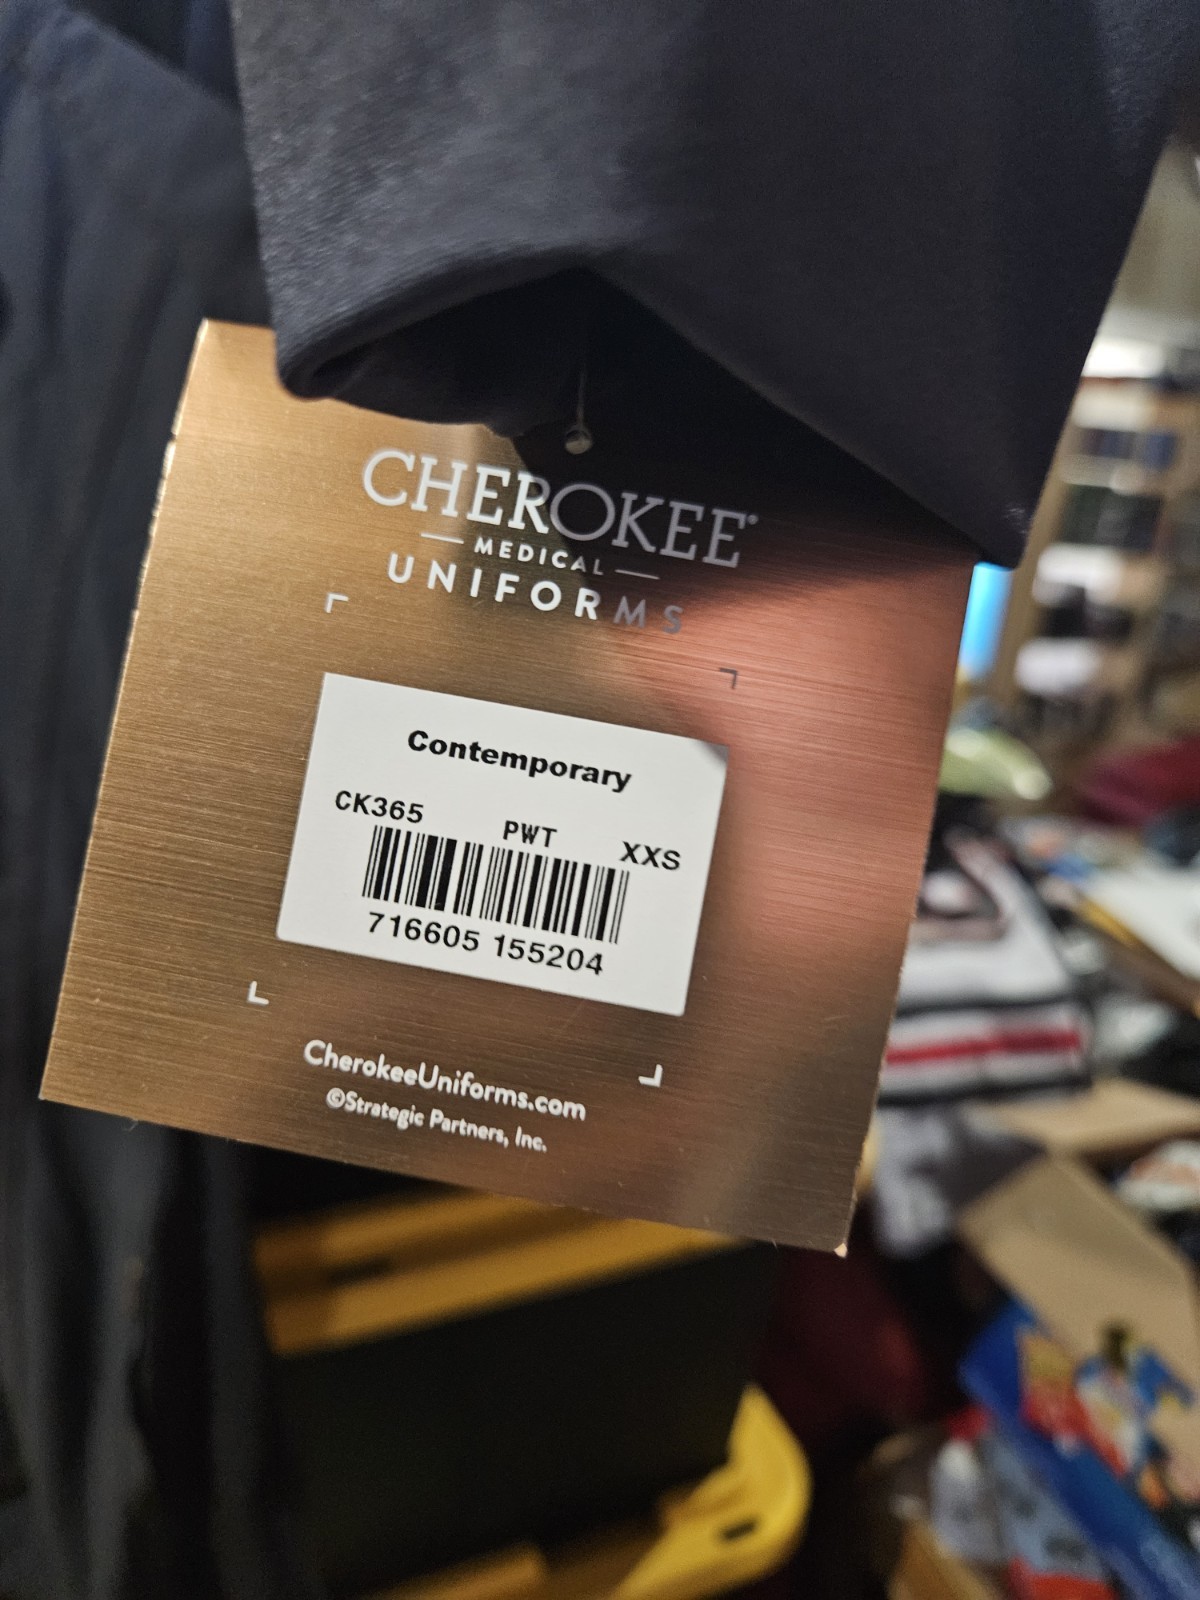 CHEROKEE®
MEDICAL
UNIFORMS
Contemporary
CK365 PWT XXS
716605 155204
CherokeeUniforms.com
©Strategic Partners, Inc.